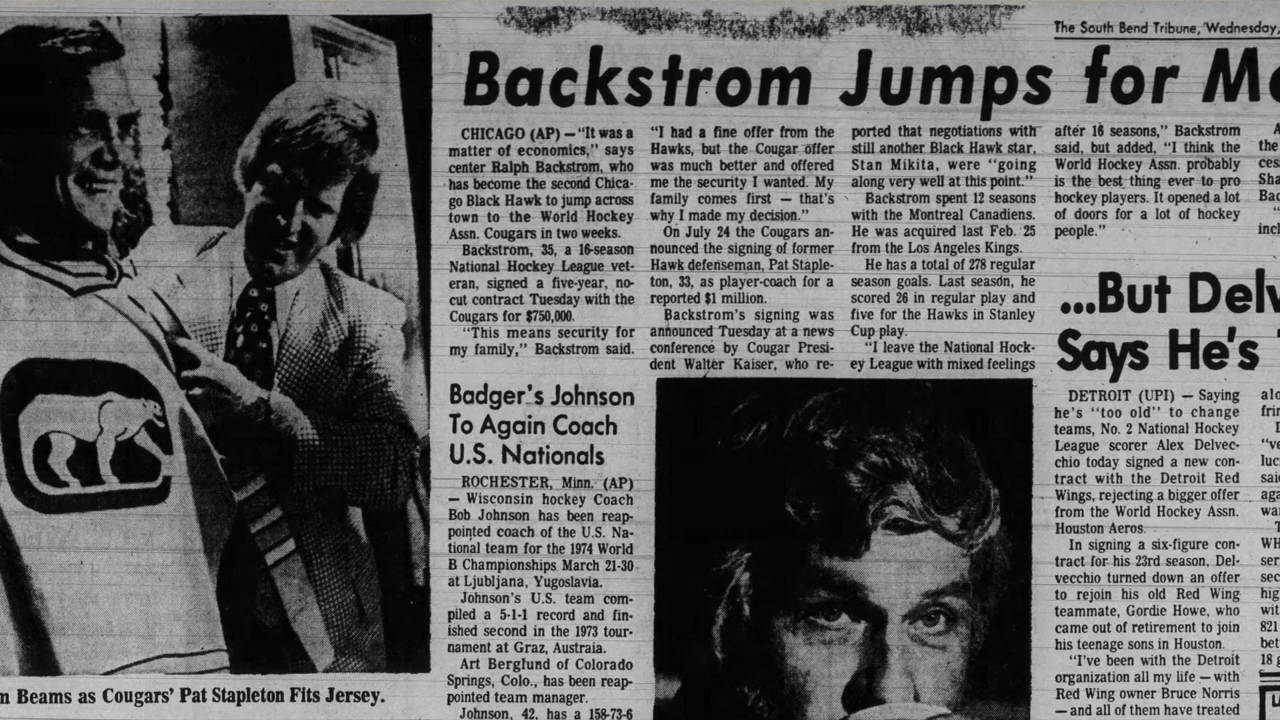 The South Bend Tribune, Wednesday,
Backstrom Jumps for
CHICAGO (AP) — "It was a
matter of economics," says
center Ralph Backstrom, who
has become the second Chica-
go Black Hawk to jump across
town to the World Hockey
Assn. Cougars in two weeks.
Backstrom, 35, a 16-season
National Hockey League vet-
eran, signed a five-year, no-
cut contract Tuesday with the
Cougars for $750,000.
"This means security for
my family," Backstrom said.
"I had a fine offer from the
Hawks, but the Cougar offer
was much better and offered
me the security I wanted. My
family comes first — that's
why I made my decision."
On July 24 the Cougars an-
nounced the signing of former
Hawk defenseman, Pat Staple-
ton, 33, as player-coach for a
reported $1 million.
Backstrom's signing was
announced Tuesday at a news
conference by Cougar Presi-
dent Walter Kaiser, who re-
ported that negotiations with
still another Black Hawk star,
Stan Mikita, were "going
along very well at this point."
Backstrom spent 12 seasons
with the Montreal Canadiens.
He was acquired last Feb. 25
from the Los Angeles Kings.
He has a total of 278 regular
season goals. Last season, he
scored 26 in regular play and
five for the Hawks in Stanley
Cup play.
"I leave the National Hock-
ey League with mixed feelings
after 16 seasons," Backstrom
said, but added, "I think the
World Hockey Assn. probably
is the best thing ever to pro
hockey players. It opened a lot
of doors for a lot of hockey
people."
Badger's Johnson
To Again Coach
U.S. Nationals
ROCHESTER, Minn. (AP)
— Wisconsin hockey Coach
Bob Johnson has been reap-
pointed coach of the U.S. Na-
tional team for the 1974 World
B Championships March 21-30
at Ljubljana, Yugoslavia.
Johnson's U.S. team com-
piled a 5-1-1 record and fin-
ished second in the 1973 tour-
nament at Graz, Austraia.
Art Berglund of Colorado
Springs, Colo., has been reap-
pointed team manager.
Johnson, 42, has a 158-73-6
...But Delv
Says He's
DETROIT (UPI) — Saying
he's "too old" to change
teams, No. 2 National Hockey
League scorer Alex Delvec-
chio today signed a new con-
tract with the Detroit Red
Wings, rejecting a bigger offer
from the World Hockey Assn.
Houston Aeros.
In signing a six-figure con-
tract for his 23rd season, Del-
vecchio turned down an offer
to rejoin his old Red Wing
teammate, Gordie Howe, who
came out of retirement to join
his teenage sons in Houston.
"I've been with the Detroit
organization all my life — with
Red Wing owner Bruce Norris
— and all of them have treated
m Beams as Cougars' Pat Stapleton Fits Jersey.